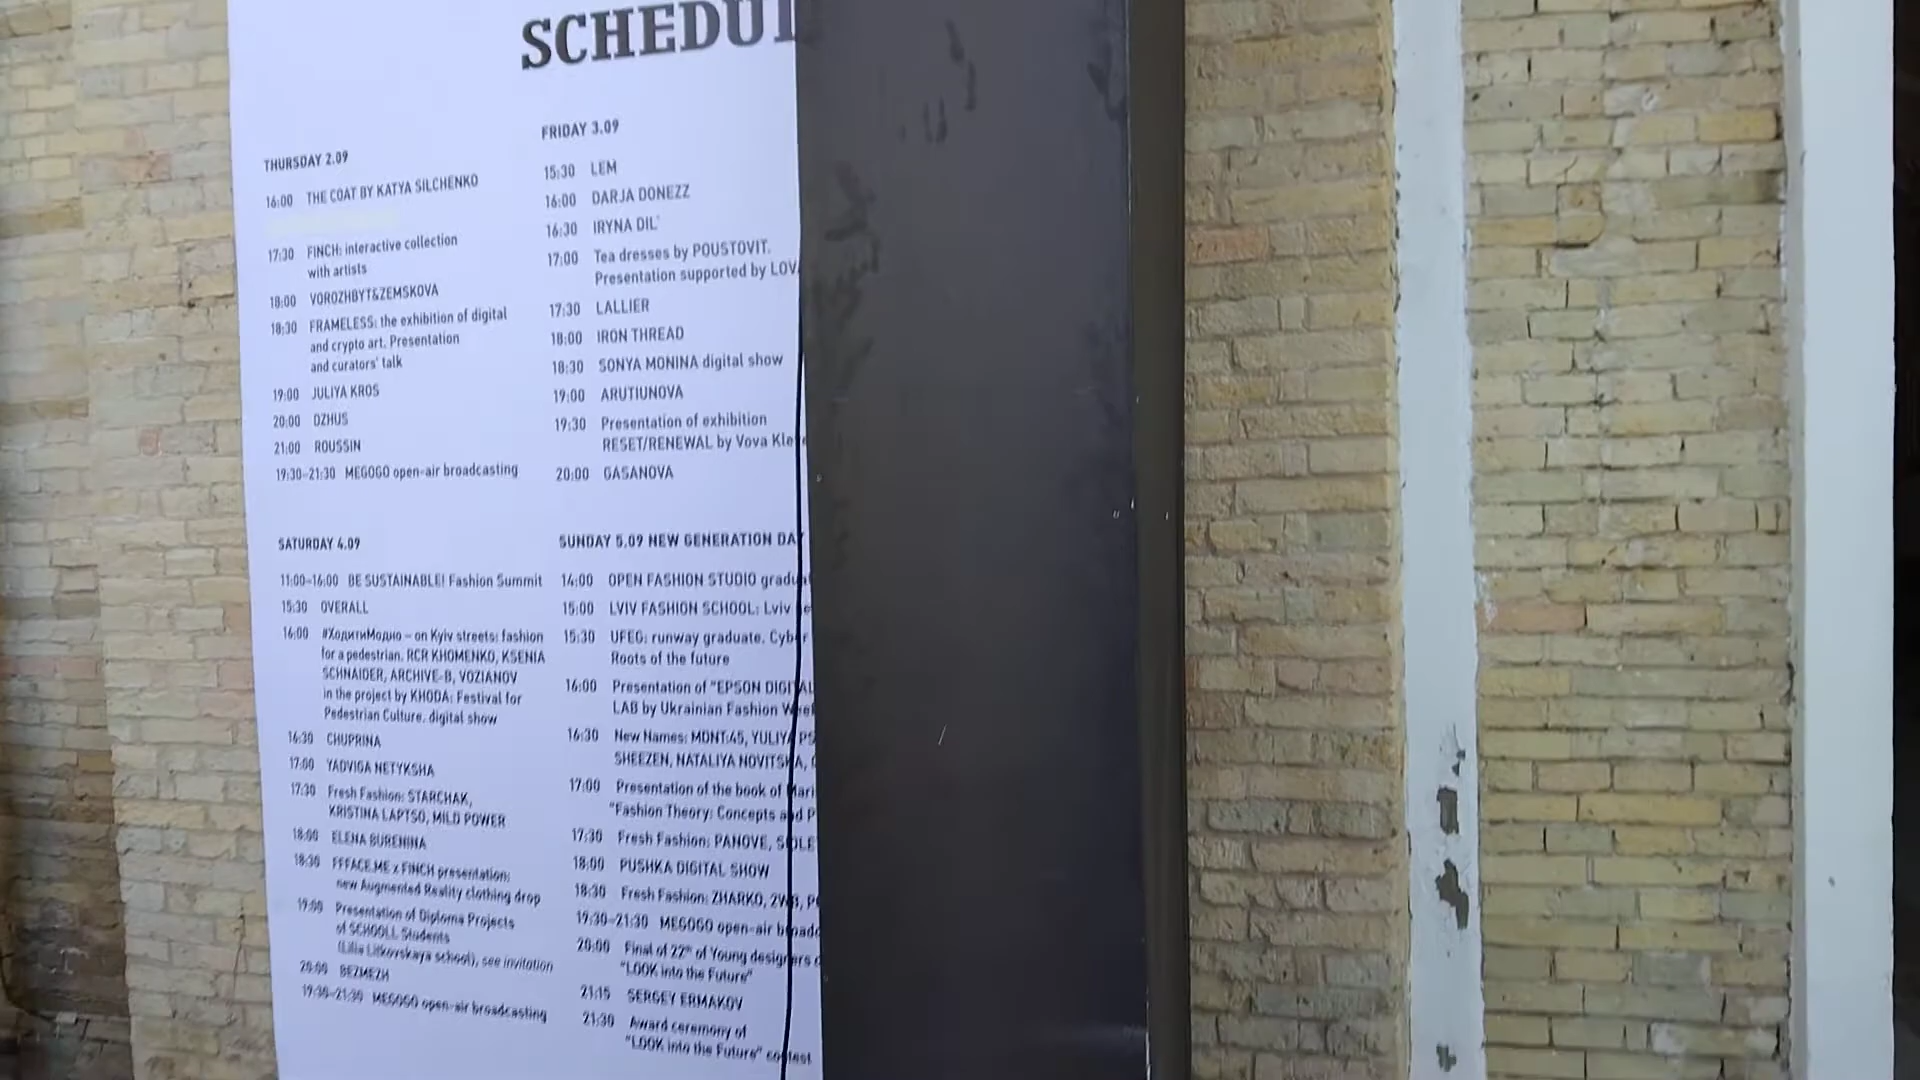 SCHEDUL
THURSDAY 2.09
16:00 THE COAT BY KATYA SILCHENKO
17:30 FINCH: interactive collection
with artists
18:00 VOROZHBYT&ZEMSKOVA
18:30 FRAMELESS: the exhibition of digital
and crypto art. Presentation
and curators' talk
19:00 JULIYA KROS
20:00 DZHUS
21:00 ROUSSIN
19:30–21:30 MEGOGO open-air broadcasting
FRIDAY 3.09
15:30 LEM
16:00 DARJA DONEZZ
16:30 IRYNA DIL'
17:00 Tea dresses by POUSTOVIT.
Presentation supported by
17:30 LALLIER
18:00 IRON THREAD
18:30 SONYA MONINA digital show
19:00 ARUTIUNOVA
19:30 Presentation of exhibition
RESET/RENEWAL by Vova
20:00 GASANOVA
SATURDAY 4.09
11:00–16:00 BE SUSTAINABLE! Fashion Summit
15:30 OVERALL
16:00 #ХодитиМодно – on Kyiv streets: fashion
for a pedestrian. RCR KHOMENKO, KSENIA
SCHNAIDER, ARCHIVE-B, VOZIANOV
in the project by KHODA: Festival for
Pedestrian Culture. digital show
16:30 CHUPRINA
17:00 YADVIGA NETYKSHA
17:30 Fresh Fashion: STARCHAK,
KRISTINA LAPTSO, MILD POWER
18:00 ELENA BURENINA
18:30 FFFACE.ME x FINCH presentation:
new Augmented Reality clothing drop
19:00 Presentation of Diploma Projects
of SCHOOLL Students
(Lilia Litkovskaya school), see invitation
20:00 BEZMEZH
19:30–21:30 MEGOGO open-air broadcasting
SUNDAY 5.09 NEW GENERATION DAY
14:00 OPEN FASHION STUDIO
15:00 LVIV FASHION SCHOOL: Lviv
15:30 UFEG: runway graduate.
Roots of the future
16:00 Presentation of "EPSON
LAB by Ukrainian Fashion
16:30 New Names: MDNT45, YULIYA
SHEEZEN, NATALIYA NOVITSKA,
17:00 Presentation of the book of
"Fashion Theory: Concepts and
17:30 Fresh Fashion: PANOVE,
18:00 PUSHKA DIGITAL SHOW
18:30 Fresh Fashion: ZHARKO,
19:30–21:30 MEGOGO open-air
20:00 Final of 22nd of Young designers
"LOOK into the Future"
21:15 SERGEY ERMAKOV
21:30 Award ceremony of
"LOOK into the Future" contest